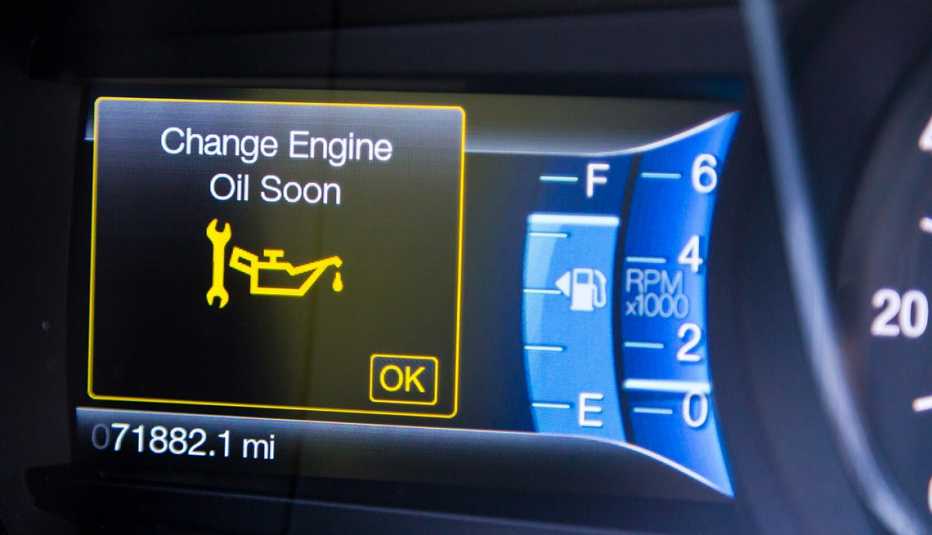 Change Engine
Oil Soon
OK
071882.1 mi
F
E
6
4
RPM
x1000
2
0
20